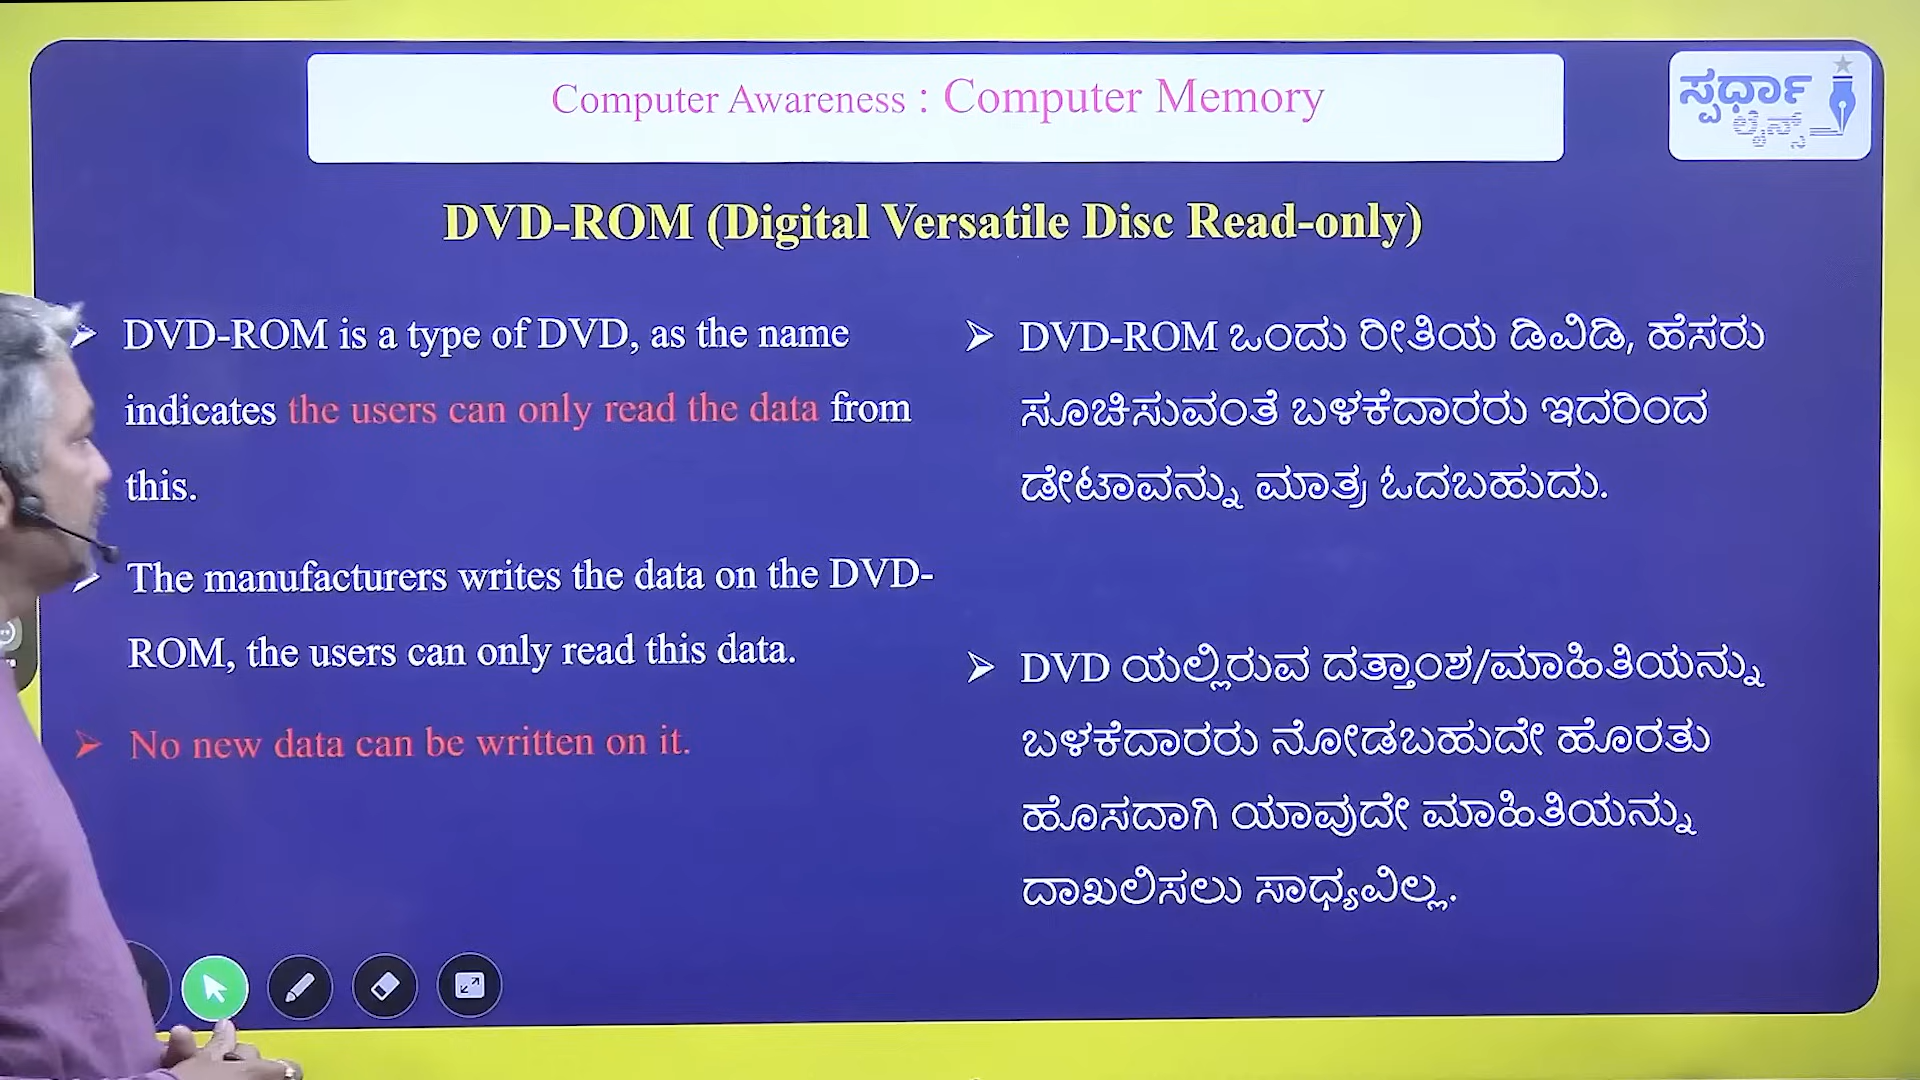 Computer Awareness : Computer Memory
ಸ್ಪರ್ಧಾ
DVD-ROM (Digital Versatile Disc Read-only)
➢ DVD-ROM is a type of DVD, as the name
indicates the users can only read the data from
this.
➢ The manufacturers writes the data on the DVD-
ROM, the users can only read this data.
➢ No new data can be written on it.
➢ DVD-ROM ಒಂದು ರೀತಿಯ ಡಿವಿಡಿ, ಹೆಸರು
ಸೂಚಿಸುವಂತೆ ಬಳಕೆದಾರರು ಇದರಿಂದ
ಡೇಟಾವನ್ನು ಮಾತ್ರ ಓದಬಹುದು.
➢ DVD ಯಲ್ಲಿರುವ ದತ್ತಾಂಶ/ಮಾಹಿತಿಯನ್ನು
ಬಳಕೆದಾರರು ನೋಡಬಹುದೇ ಹೊರತು
ಹೊಸದಾಗಿ ಯಾವುದೇ ಮಾಹಿತಿಯನ್ನು
ದಾಖಲಿಸಲು ಸಾಧ್ಯವಿಲ್ಲ.